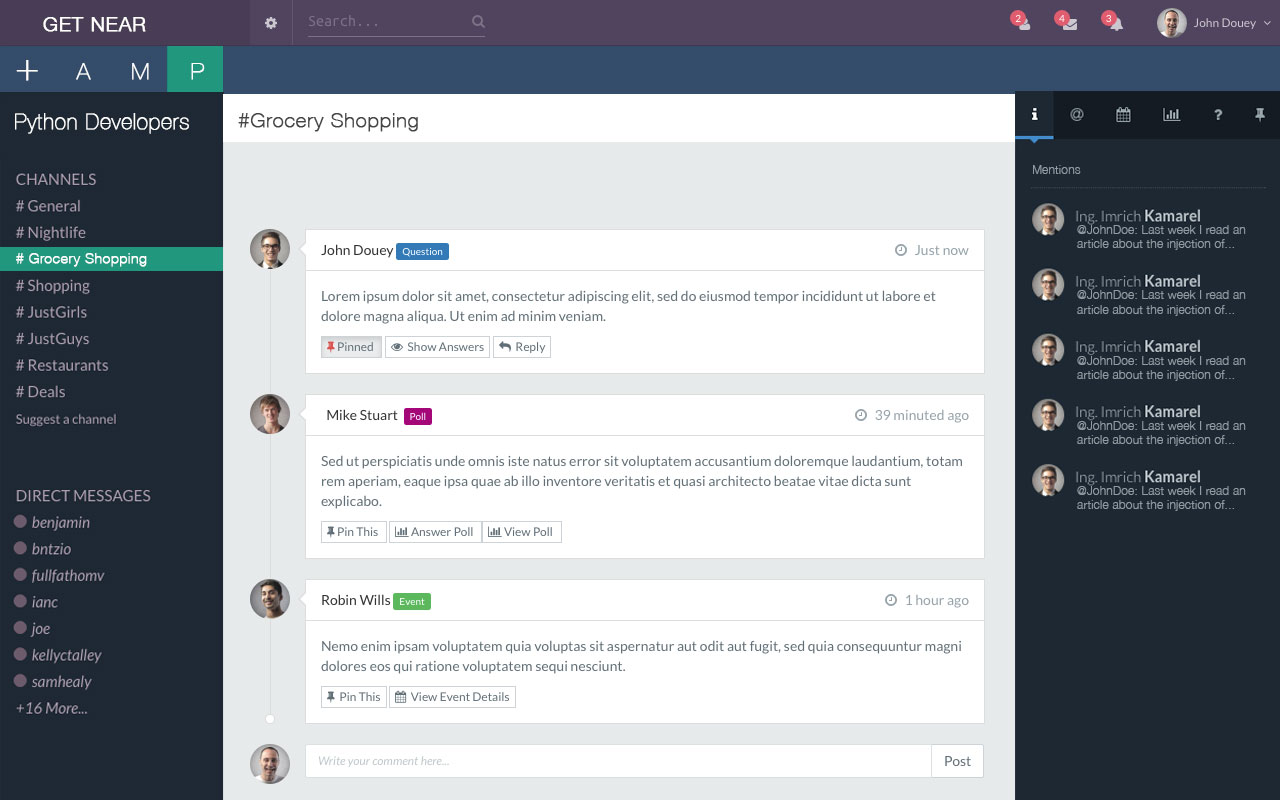 GET NEAR
Search...
2
4
3
John Douey
A M P
Python Developers
CHANNELS
# General
# Nightlife
# Grocery Shopping
# Shopping
# JustGirls
# JustGuys
# Restaurants
# Deals
Suggest a channel
DIRECT MESSAGES
benjamin
bntzio
fullfathomv
ianc
joe
kellyctalley
samhealy
+16 More...
#Grocery Shopping
John Douey Question Just now
Lorem ipsum dolor sit amet, consectetur adipiscing elit, sed do eiusmod tempor incididunt ut labore et
dolore magna aliqua. Ut enim ad minim veniam.
Pinned Show Answers Reply
Mike Stuart Poll 39 minuted ago
Sed ut perspiciatis unde omnis iste natus error sit voluptatem accusantium doloremque laudantium, totam
rem aperiam, eaque ipsa quae ab illo inventore veritatis et quasi architecto beatae vitae dicta sunt
explicabo.
Pin This Answer Poll View Poll
Robin Wills Event 1 hour ago
Nemo enim ipsam voluptatem quia voluptas sit aspernatur aut odit aut fugit, sed quia consequuntur magni
dolores eos qui ratione voluptatem sequi nesciunt.
Pin This View Event Details
Write your comment here... Post
i @ ?
Mentions
Ing. Imrich Kamarel
@JohnDoe: Last week I read an
article about the injection of...
Ing. Imrich Kamarel
@JohnDoe: Last week I read an
article about the injection of...
Ing. Imrich Kamarel
@JohnDoe: Last week I read an
article about the injection of...
Ing. Imrich Kamarel
@JohnDoe: Last week I read an
article about the injection of...
Ing. Imrich Kamarel
@JohnDoe: Last week I read an
article about the injection of...